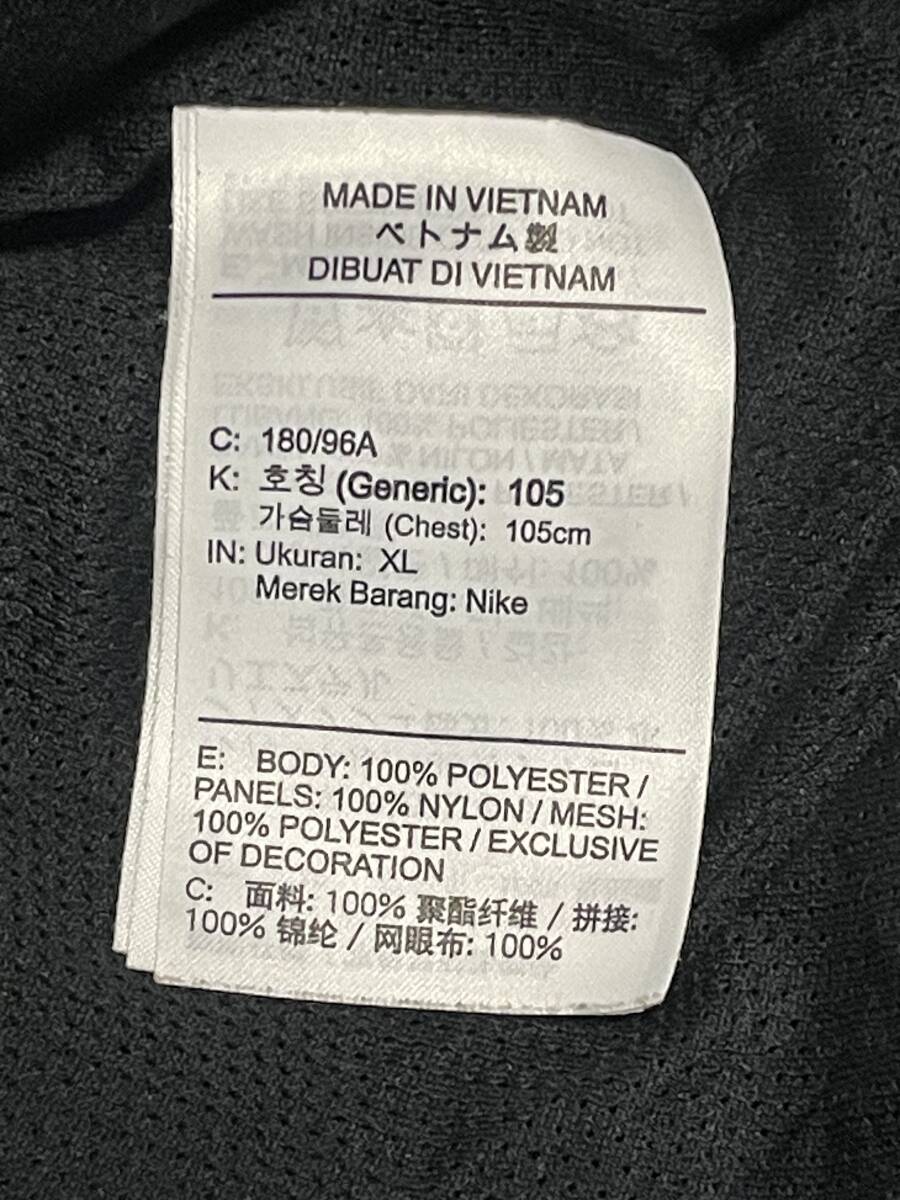 MADE IN VIETNAM
ベトナム製
DIBUAT DI VIETNAM
C: 180/96A
K: 호칭 (Generic): 105
가슴둘레 (Chest): 105cm
IN: Ukuran: XL
Merek Barang: Nike
E: BODY: 100% POLYESTER /
PANELS: 100% NYLON / MESH:
100% POLYESTER / EXCLUSIVE
OF DECORATION
C: 面料: 100% 聚酯纤维 / 拼接:
100% 锦纶 / 网眼布: 100%